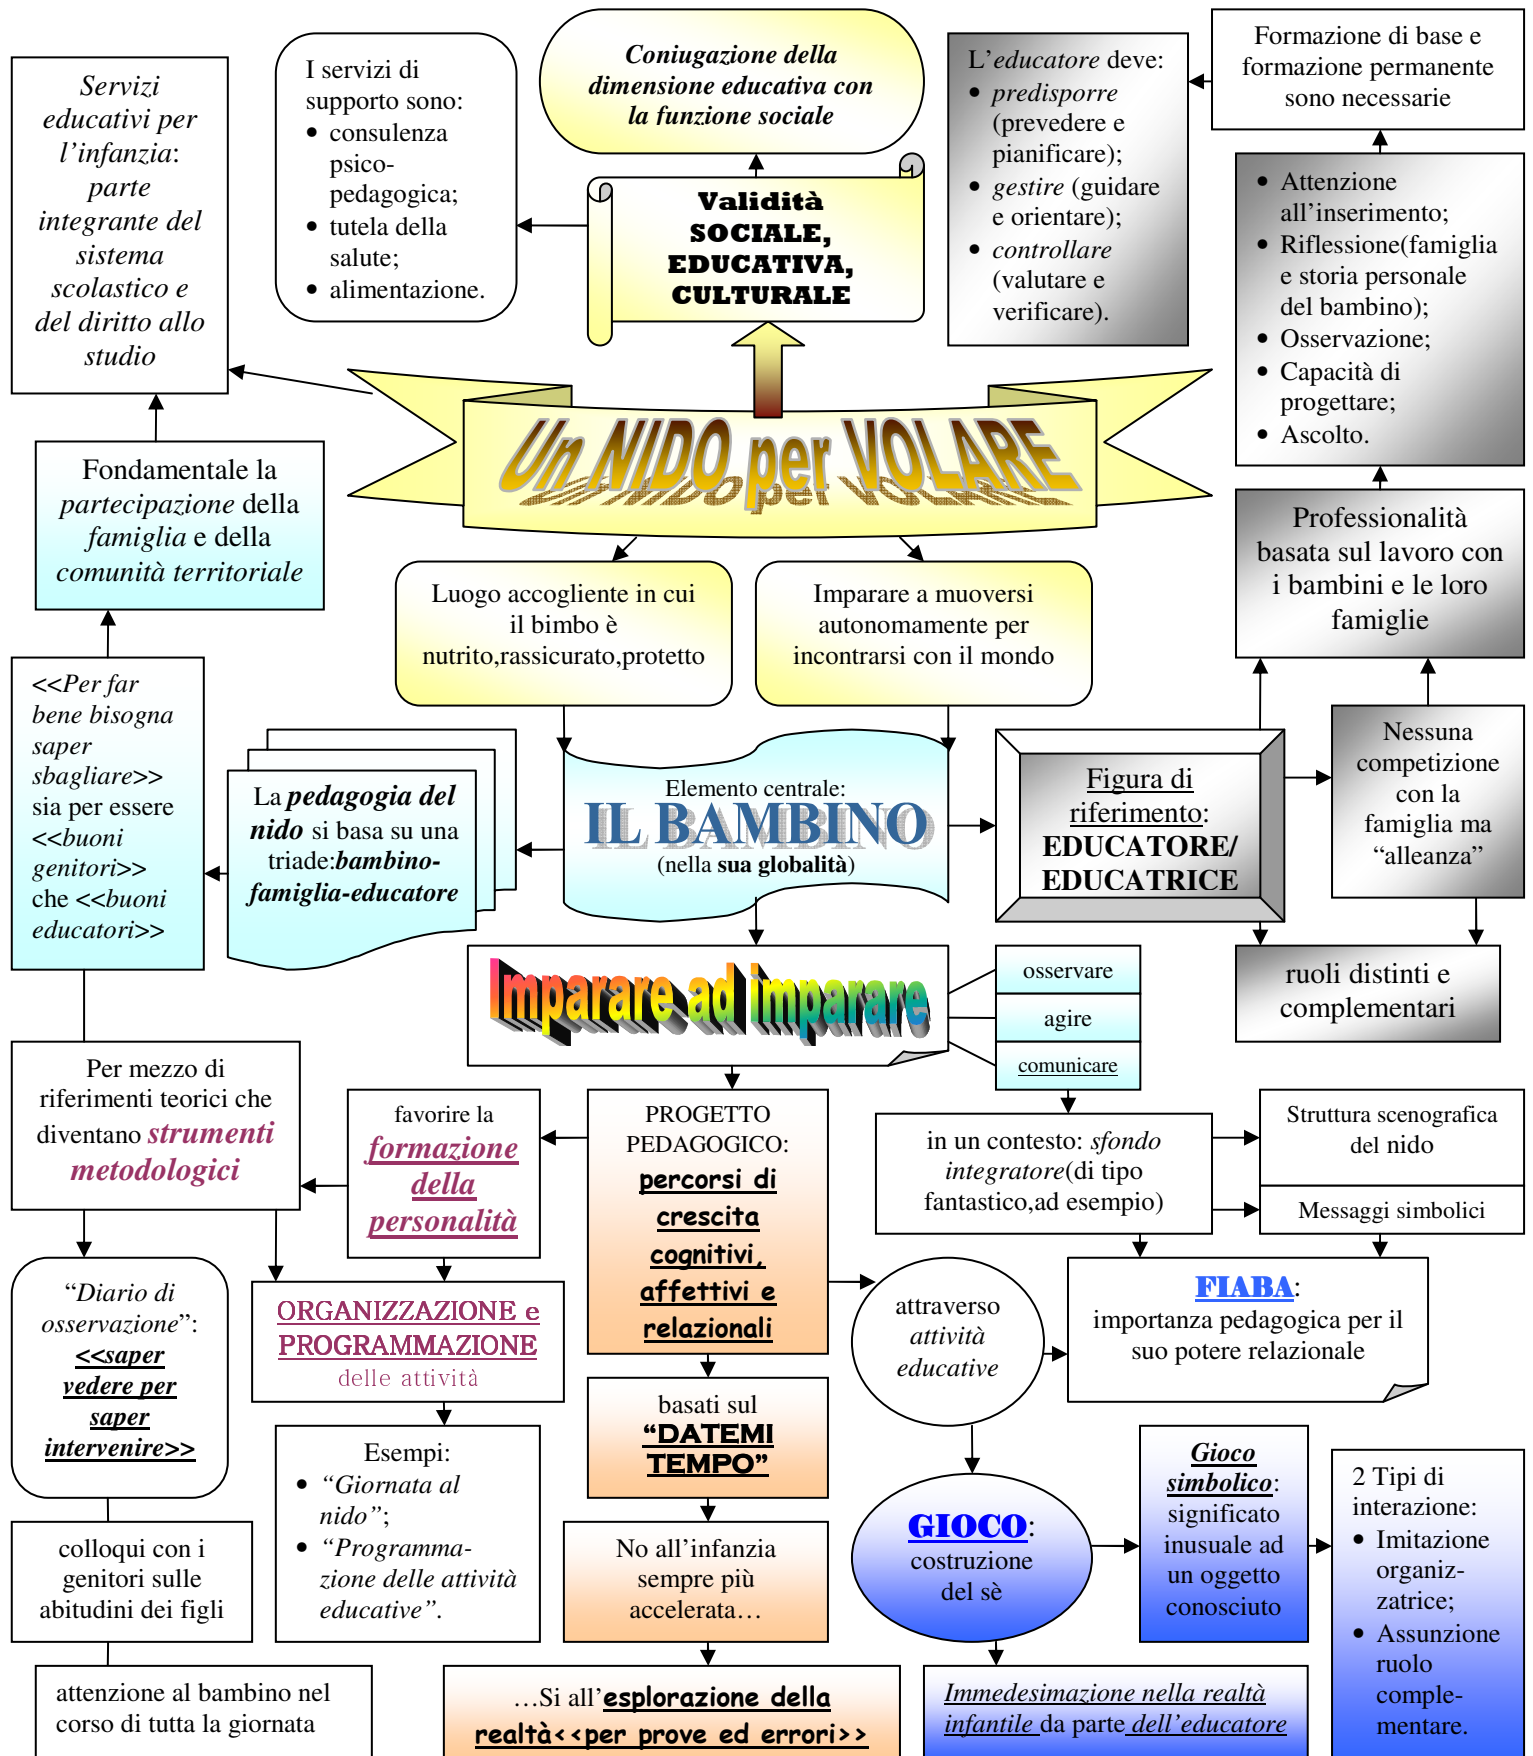 Servizi
educativi per
l'infanzia:
parte
integrante del
sistema
scolastico e
del diritto allo
studio
I servizi di
supporto sono:
• consulenza
psico-
pedagogica;
• tutela della
salute;
• alimentazione.
Coniugazione della
dimensione educativa con
la funzione sociale
Validità
SOCIALE,
EDUCATIVA,
CULTURALE
L'educatore deve:
• predisporre
(prevedere e
pianificare);
• gestire (guidare
e orientare);
• controllare
(valutare e
verificare).
Formazione di base e
formazione permanente
sono necessarie
• Attenzione
all'inserimento;
• Riflessione(famiglia
e storia personale
del bambino);
• Osservazione;
• Capacità di
progettare;
• Ascolto.
Un NIDO per VOLARE
Fondamentale la
partecipazione della
famiglia e della
comunità territoriale
Luogo accogliente in cui
il bimbo è
nutrito,rassicurato,protetto
Imparare a muoversi
autonomamente per
incontrarsi con il mondo
Professionalità
basata sul lavoro con
i bambini e le loro
famiglie
<<Per far
bene bisogna
saper
sbagliare>>
sia per essere
<<buoni
genitori>>
che <<buoni
educatori>>
La pedagogia del
nido si basa su una
triade:bambino-
famiglia-educatore
Elemento centrale:
IL BAMBINO
(nella sua globalità)
Figura di
riferimento:
EDUCATORE/
EDUCATRICE
Nessuna
competizione
con la
famiglia ma
“alleanza”
ruoli distinti e
complementari
Imparare ad imparare
osservare
agire
comunicare
Per mezzo di
riferimenti teorici che
diventano strumenti
metodologici
favorire la
formazione
della
personalità
PROGETTO
PEDAGOGICO:
percorsi di
crescita
cognitivi,
affettivi e
relazionali
in un contesto: sfondo
integratore(di tipo
fantastico,ad esempio)
Struttura scenografica
del nido
Messaggi simbolici
“Diario di
osservazione”:
<<saper
vedere per
saper
intervenire>>
ORGANIZZAZIONE e
PROGRAMMAZIONE
delle attività
attraverso
attività
educative
FIABA:
importanza pedagogica per il
suo potere relazionale
basati sul
“DATEMI
TEMPO”
Esempi:
• “Giornata al
nido”;
• “Programma-
zione delle attività
educative”.
GIOCO:
costruzione
del sè
Gioco
simbolico:
significato
inusuale ad
un oggetto
conosciuto
2 Tipi di
interazione:
• Imitazione
organiz-
zatrice;
• Assunzione
ruolo
comple-
mentare.
colloqui con i
genitori sulle
abitudini dei figli
No all'infanzia
sempre più
accelerata…
attenzione al bambino nel
corso di tutta la giornata
…Si all'esplorazione della
realtà<<per prove ed errori>>
Immedesimazione nella realtà
infantile da parte dell'educatore